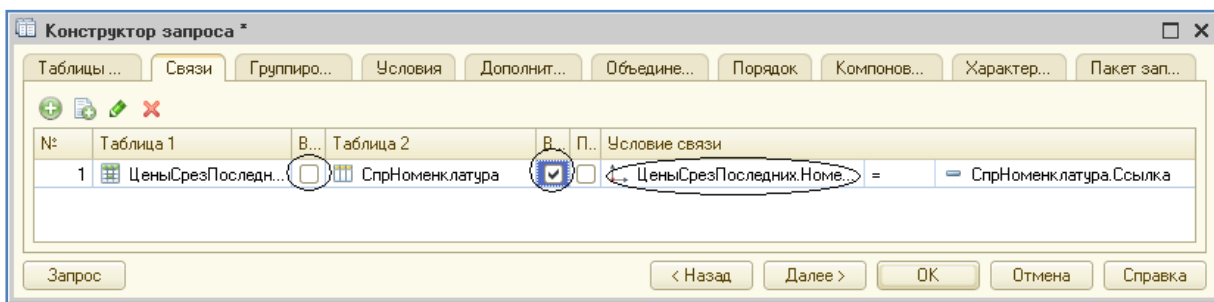 Конструктор запроса *
Таблицы ... Связи Группиро... Условия Дополнит... Объедине... Порядок Компонов... Характер... Пакет зап...
№ Таблица 1 В... Таблица 2 В... П... Условие связи
1 ЦеныСрезПоследн... СпрНоменклатура ЦеныСрезПоследних.Номе... = СпрНоменклатура.Ссылка
Запрос < Назад Далее > OK Отмена Справка